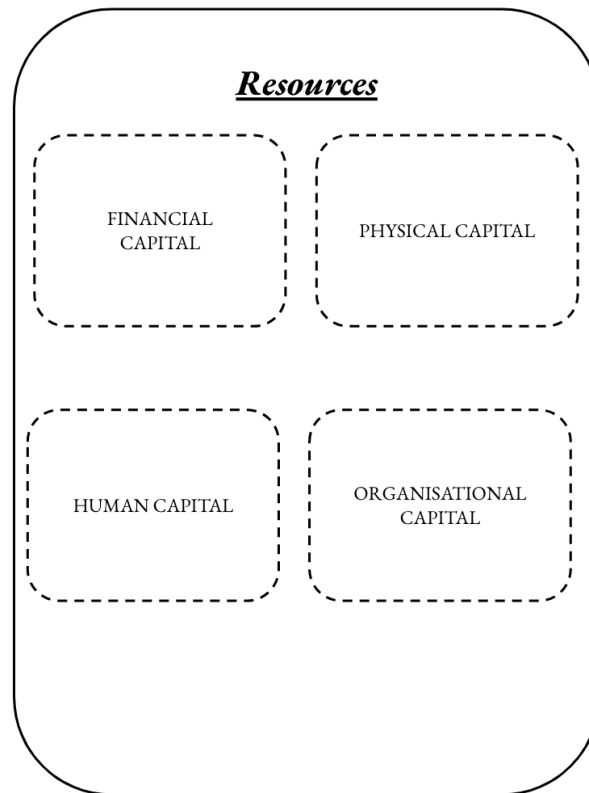 Resources
FINANCIAL
CAPITAL
PHYSICAL CAPITAL
HUMAN CAPITAL
ORGANISATIONAL
CAPITAL